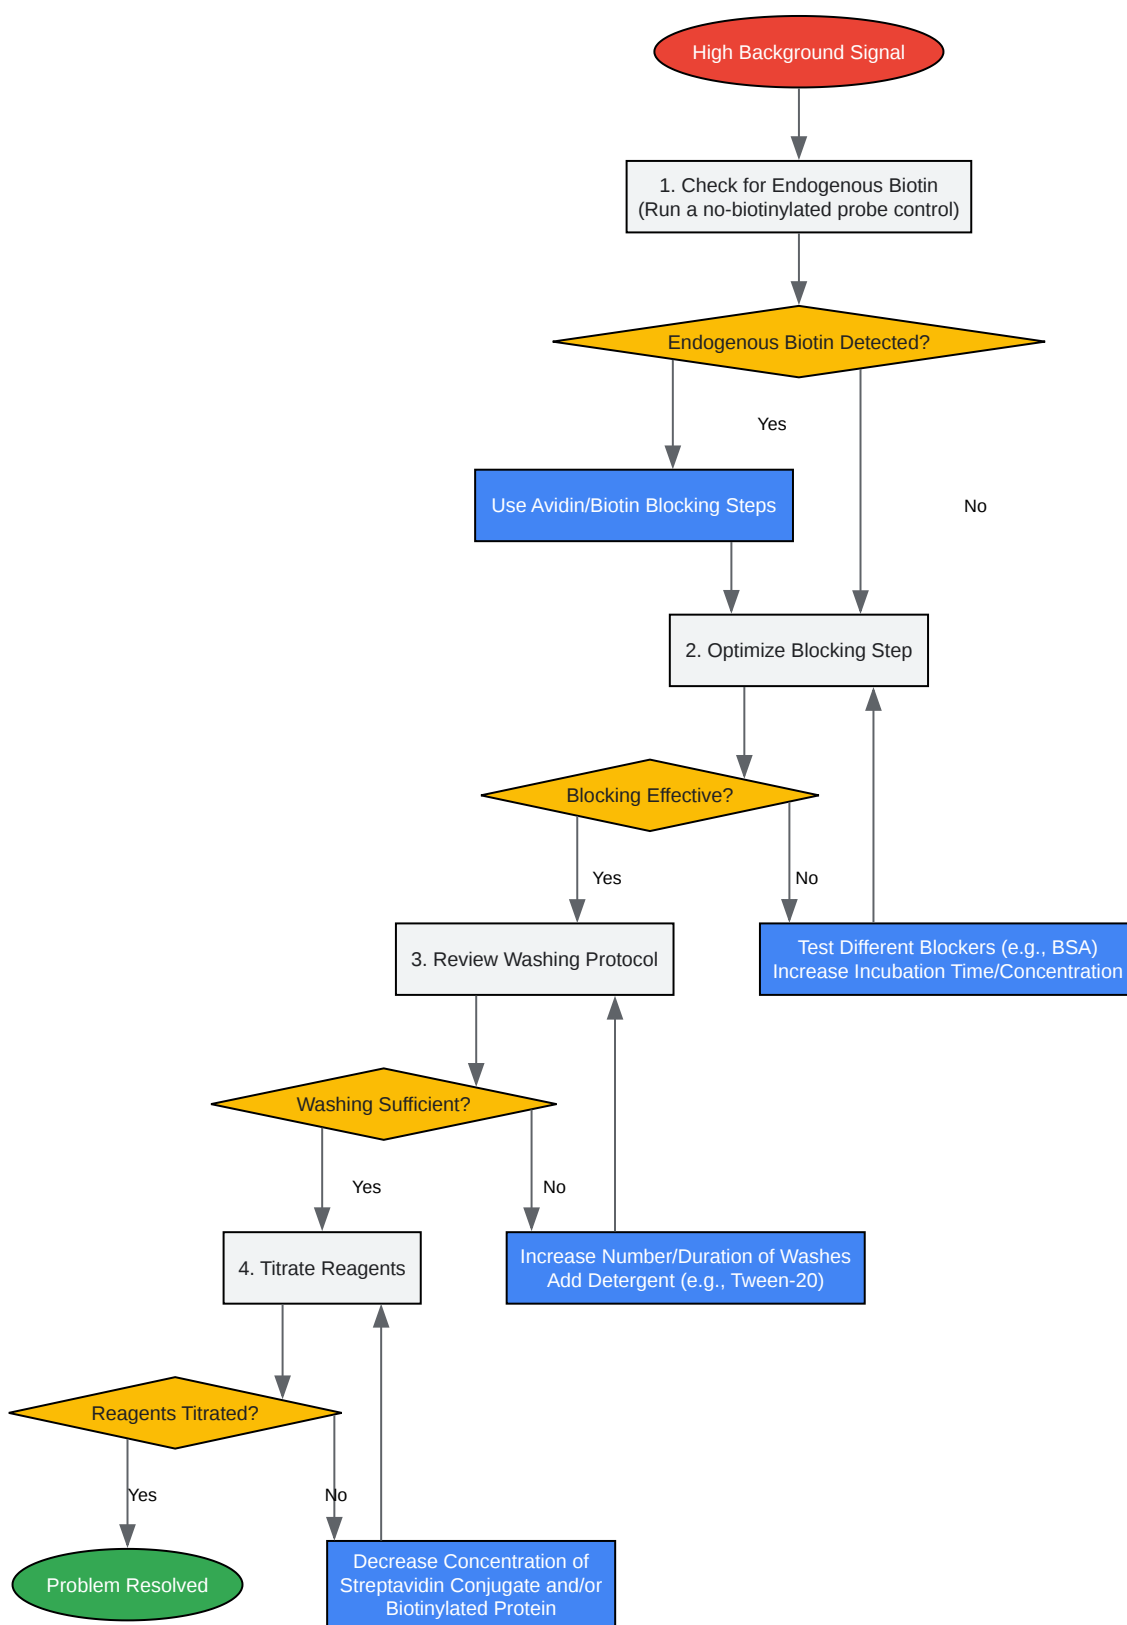 High Background Signal
1. Check for Endogenous Biotin
(Run a no-biotinylated probe control)
Endogenous Biotin Detected?
Yes
Use Avidin/Biotin Blocking Steps
No
2. Optimize Blocking Step
Blocking Effective?
Yes
No
3. Review Washing Protocol
Test Different Blockers (e.g., BSA)
Increase Incubation Time/Concentration
Washing Sufficient?
Yes
No
4. Titrate Reagents
Increase Number/Duration of Washes
Add Detergent (e.g., Tween-20)
Reagents Titrated?
Yes
No
Problem Resolved
Decrease Concentration of
Streptavidin Conjugate and/or
Biotinylated Protein